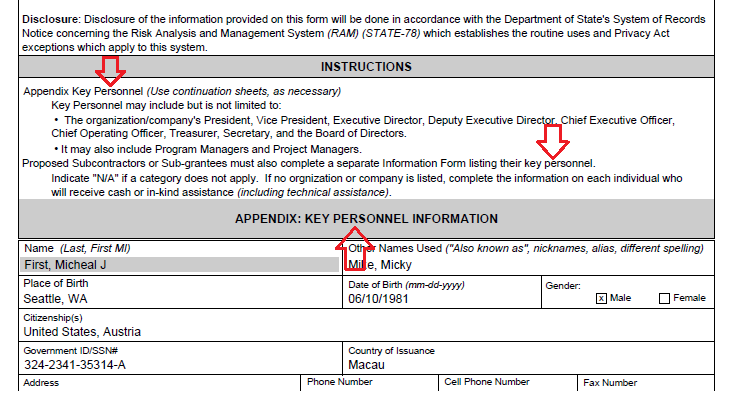 Disclosure: Disclosure of the information provided on this form will be done in accordance with the Department of State's System of Records
Notice concerning the Risk Analysis and Management System (RAM) (STATE-78) which establishes the routine uses and Privacy Act
exceptions which apply to this system.
INSTRUCTIONS
Appendix Key Personnel (Use continuation sheets, as necessary)
Key Personnel may include but is not limited to:
• The organization/company's President, Vice President, Executive Director, Deputy Executive Director, Chief Executive Officer,
Chief Operating Officer, Treasurer, Secretary, and the Board of Directors.
• It may also include Program Managers and Project Managers.
Proposed Subcontractors or Sub-grantees must also complete a separate Information Form listing their key personnel.
Indicate "N/A" if a category does not apply. If no orgnization or company is listed, complete the information on each individual who
will receive cash or in-kind assistance (including technical assistance).
APPENDIX: KEY PERSONNEL INFORMATION
Name (Last, First MI)
First, Micheal J
Other Names Used ("Also known as", nicknames, alias, different spelling)
Micky
Place of Birth
Seattle, WA
Date of Birth (mm-dd-yyyy)
06/10/1981
Gender:
x Male
Female
Citizenship(s)
United States, Austria
Government ID/SSN#
324-2341-35314-A
Country of Issuance
Macau
Address
Phone Number
Cell Phone Number
Fax Number